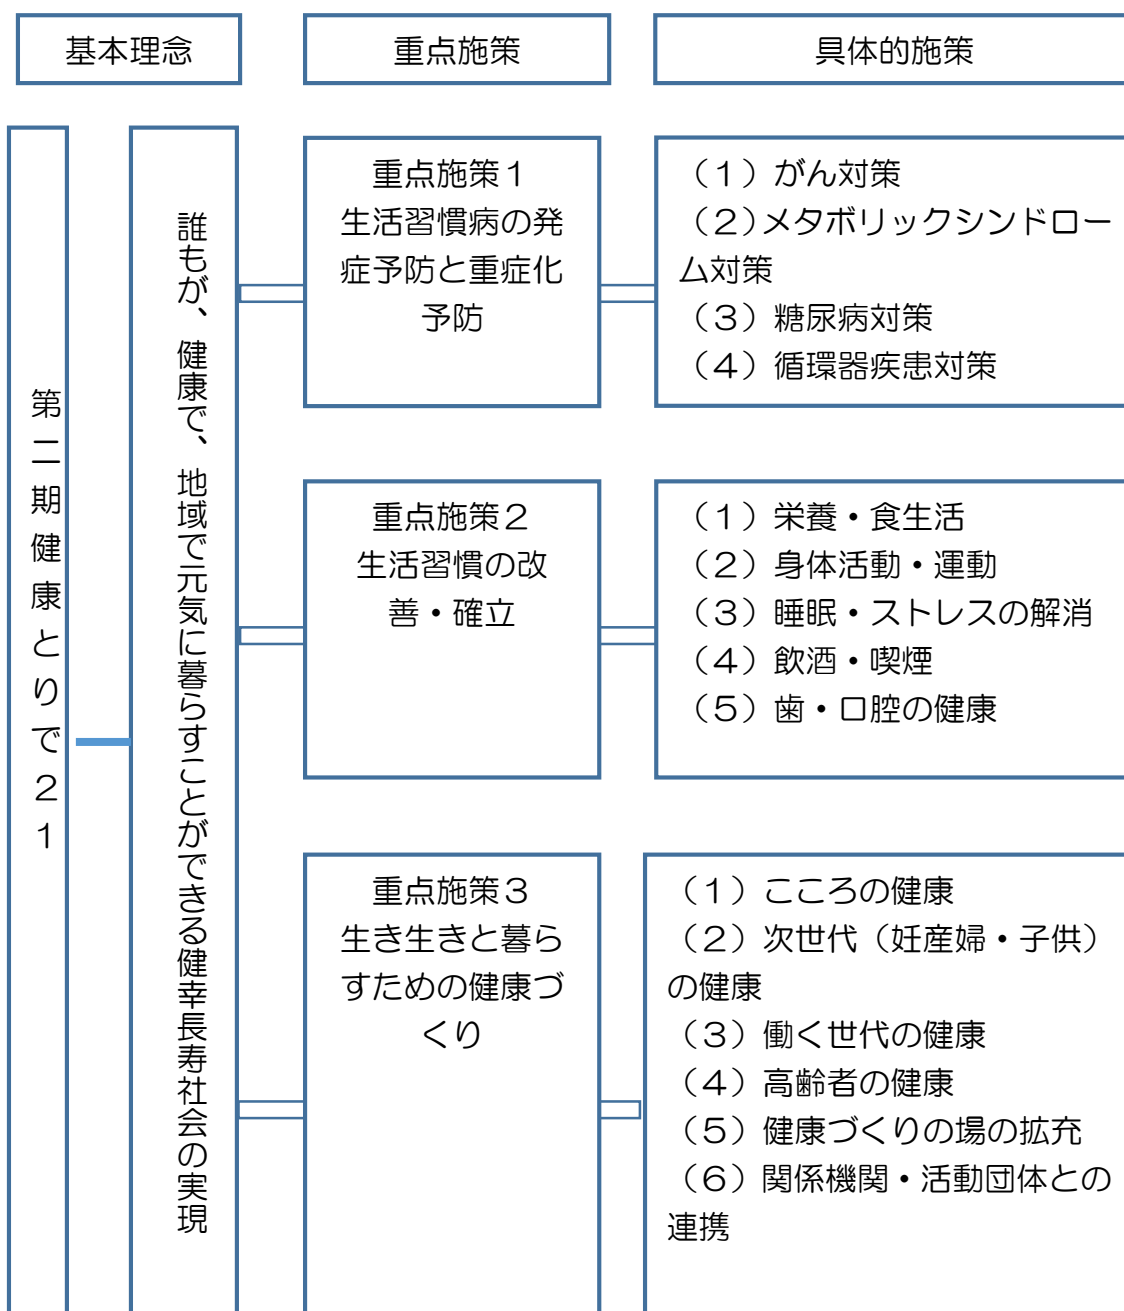 基本理念
重点施策
具体的施策
第二期健康とりで２１
誰もが、健康で、地域で元気に暮らすことができる健幸長寿社会の実現
重点施策１
生活習慣病の発
症予防と重症化
予防
（１）がん対策
（２）メタボリックシンドロー
ム対策
（３）糖尿病対策
（４）循環器疾患対策
重点施策２
生活習慣の改
善・確立
（１）栄養・食生活
（２）身体活動・運動
（３）睡眠・ストレスの解消
（４）飲酒・喫煙
（５）歯・口腔の健康
重点施策３
生き生きと暮ら
すための健康づ
くり
（１）こころの健康
（２）次世代（妊産婦・子供）
の健康
（３）働く世代の健康
（４）高齢者の健康
（５）健康づくりの場の拡充
（６）関係機関・活動団体との
連携